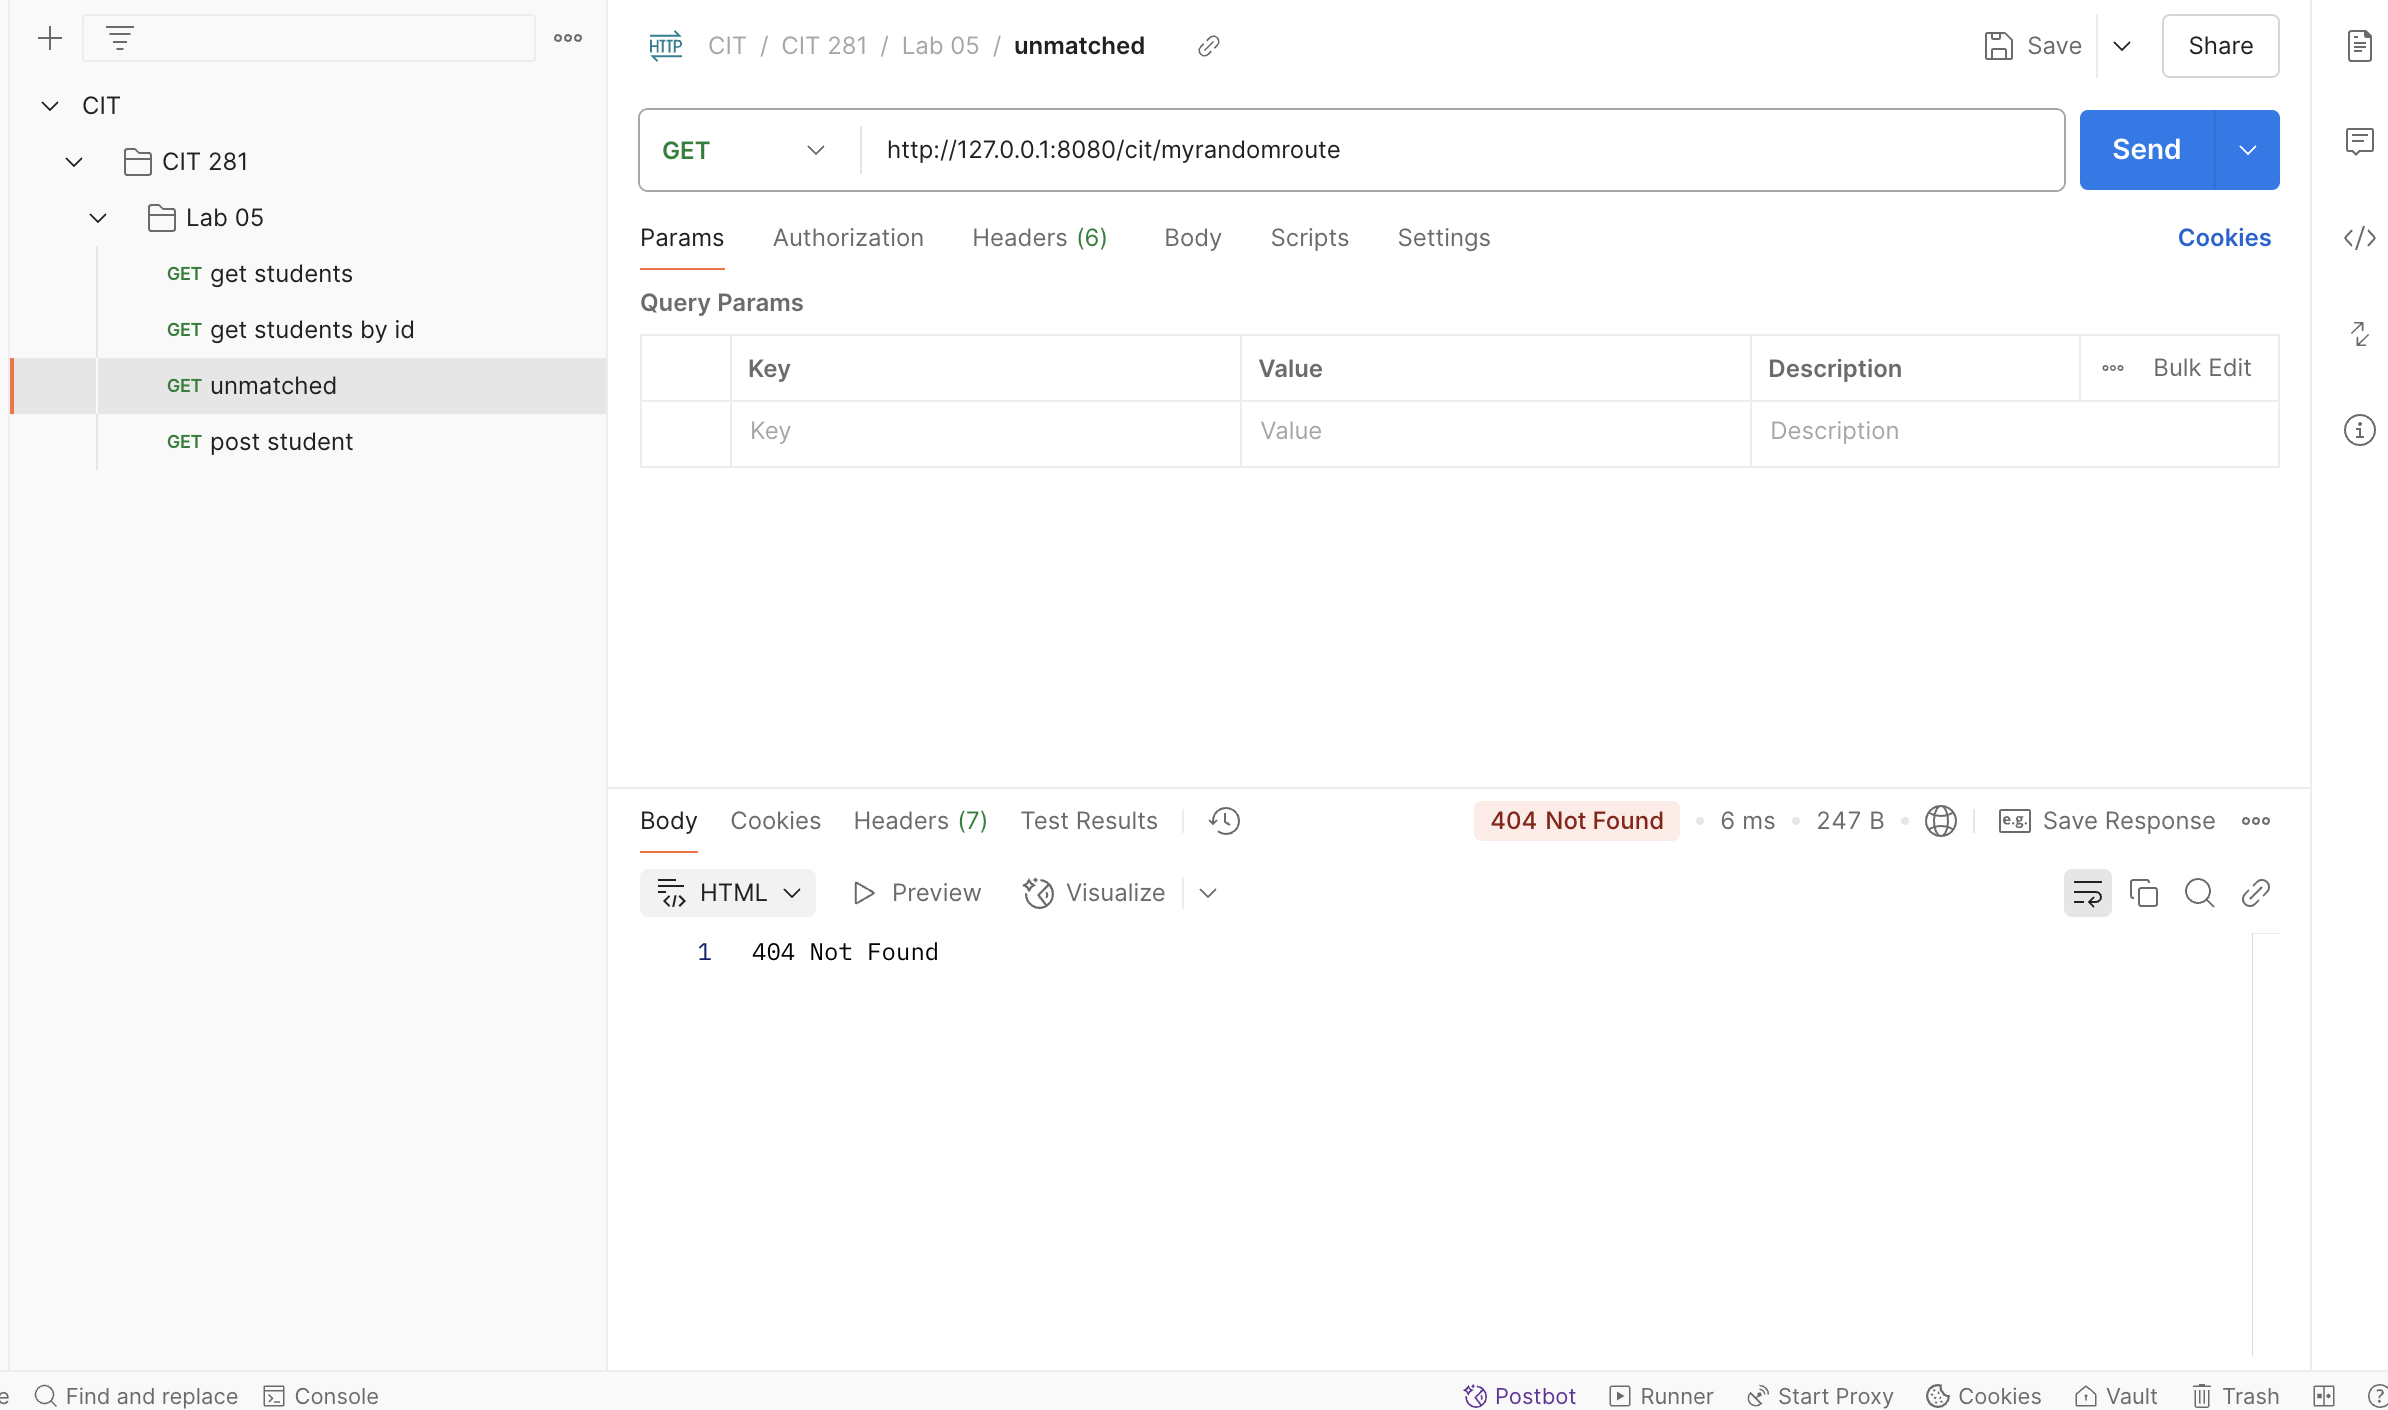 HTTP CIT / CIT 281 / Lab 05 / unmatched Save Share
CIT
CIT 281
Lab 05
GET get students
GET get students by id
GET unmatched
GET post student
GET http://127.0.0.1:8080/cit/myrandomroute Send
Params Authorization Headers (6) Body Scripts Settings Cookies
Query Params
Key Value Description Bulk Edit
Key Value Description
Body Cookies Headers (7) Test Results 404 Not Found 6 ms 247 B e.g. Save Response
HTML Preview Visualize
1 404 Not Found
e Find and replace Console Postbot Runner Start Proxy Cookies Vault Trash